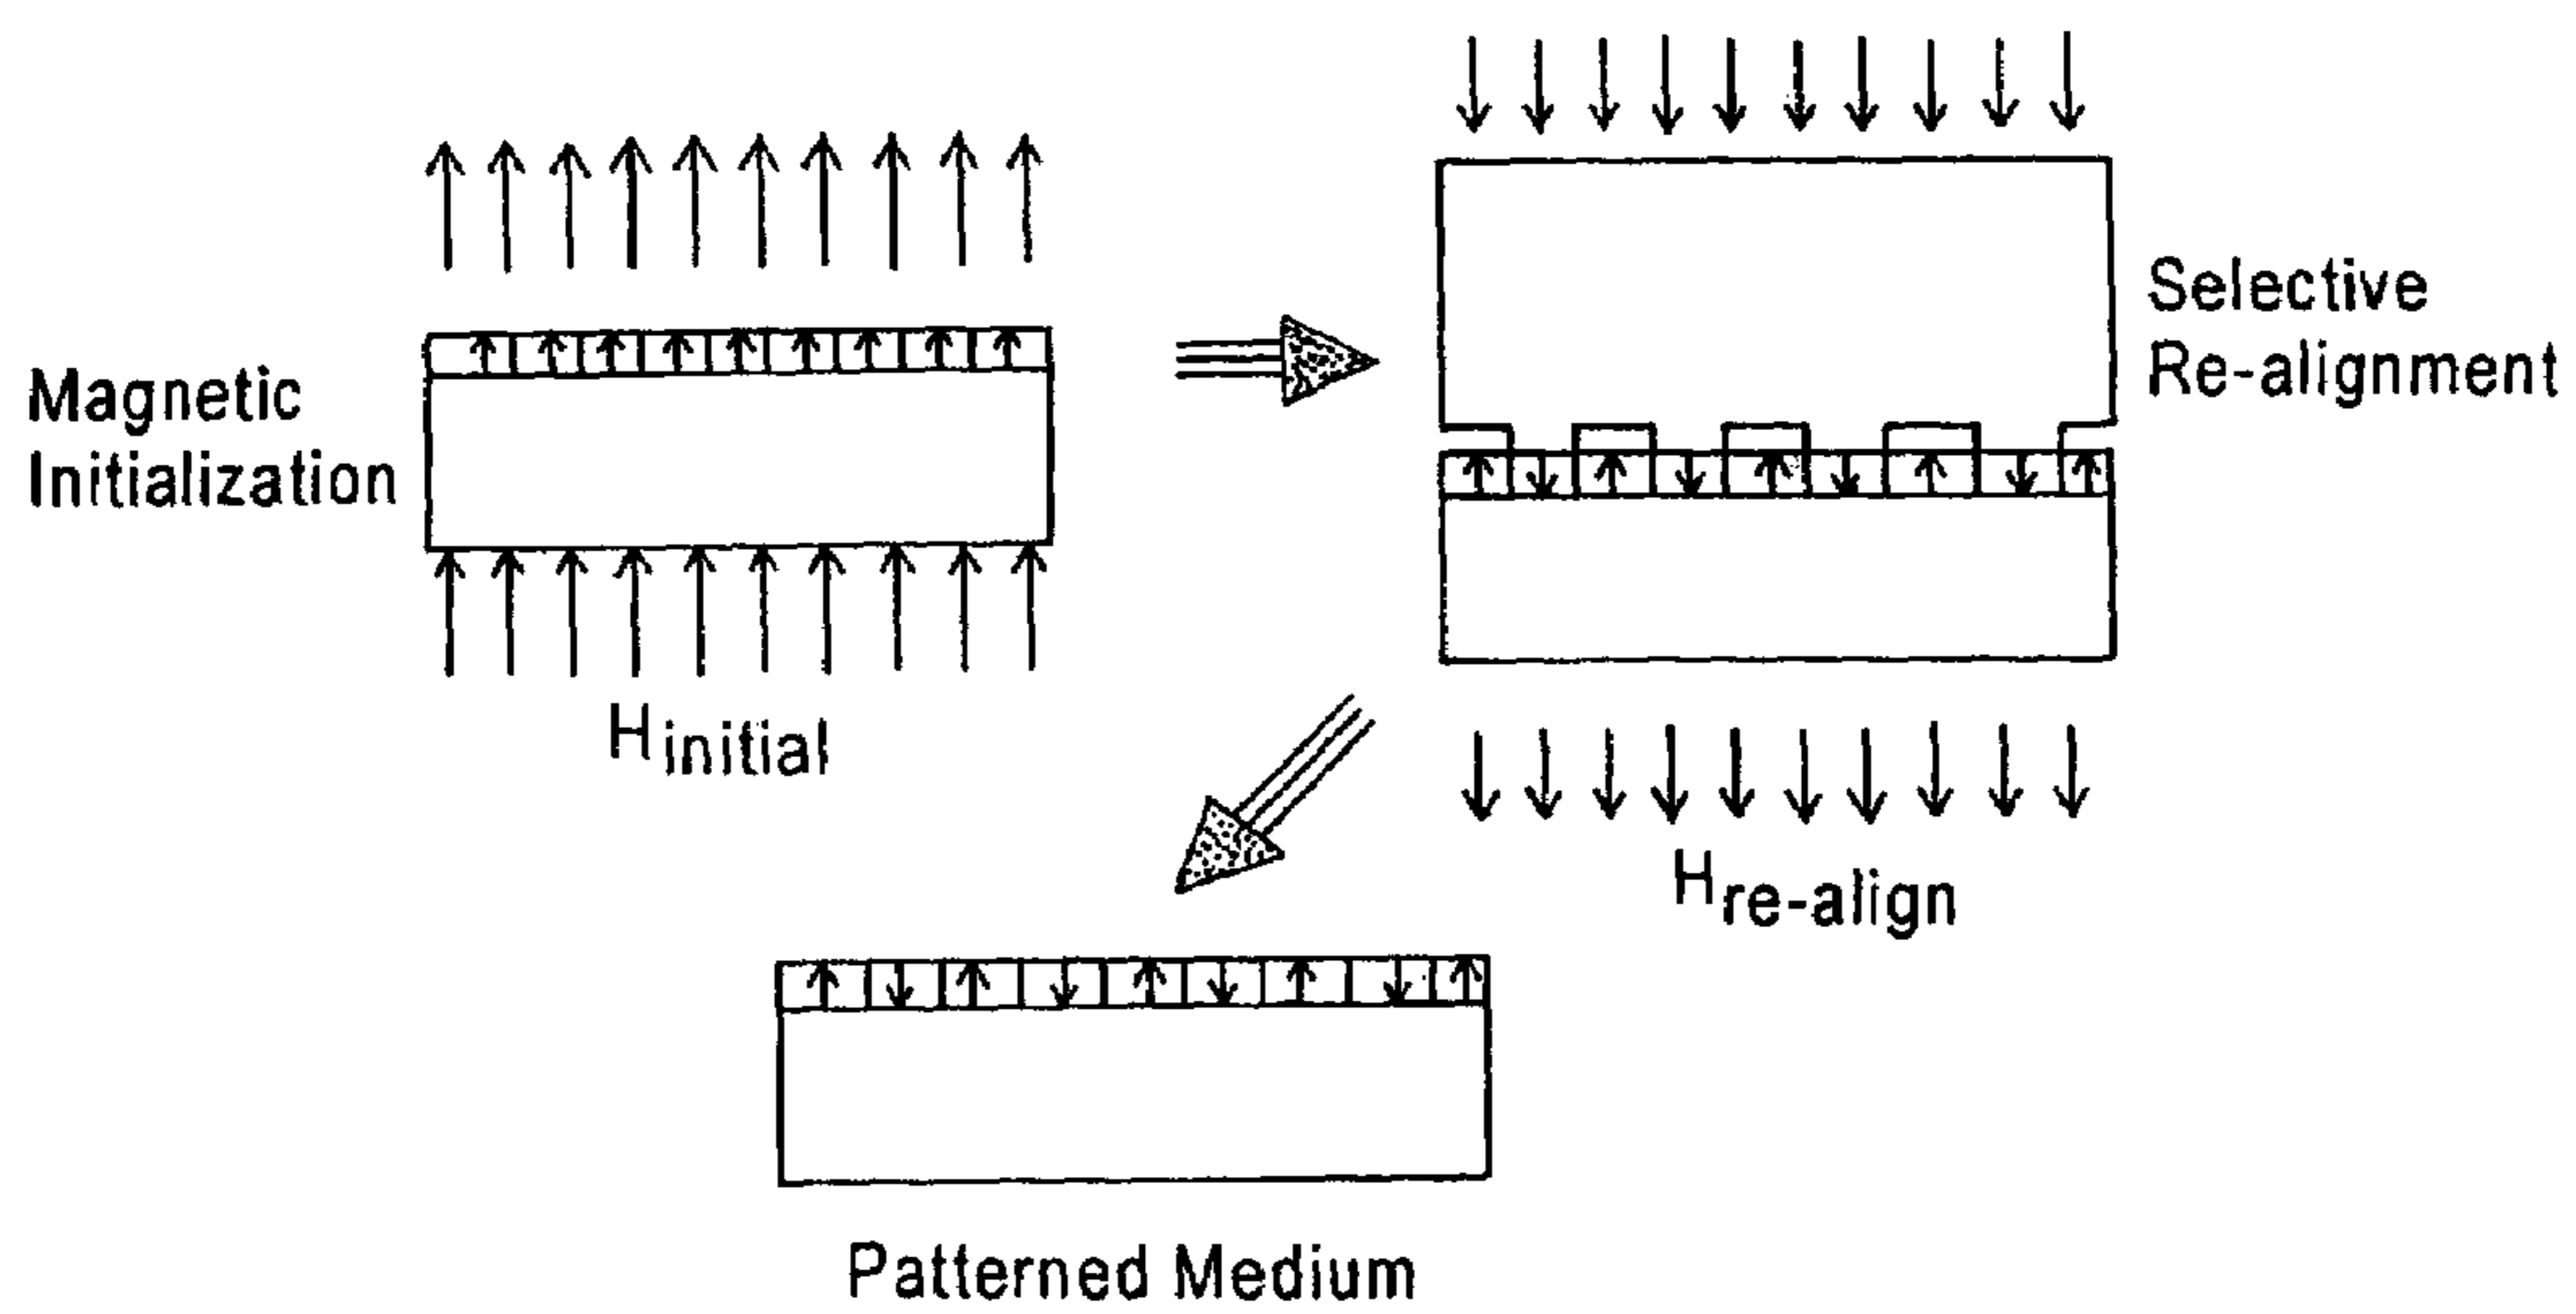 Magnetic
Initialization
Hinitial
Selective
Re-alignment
Hre-align
Patterned Medium